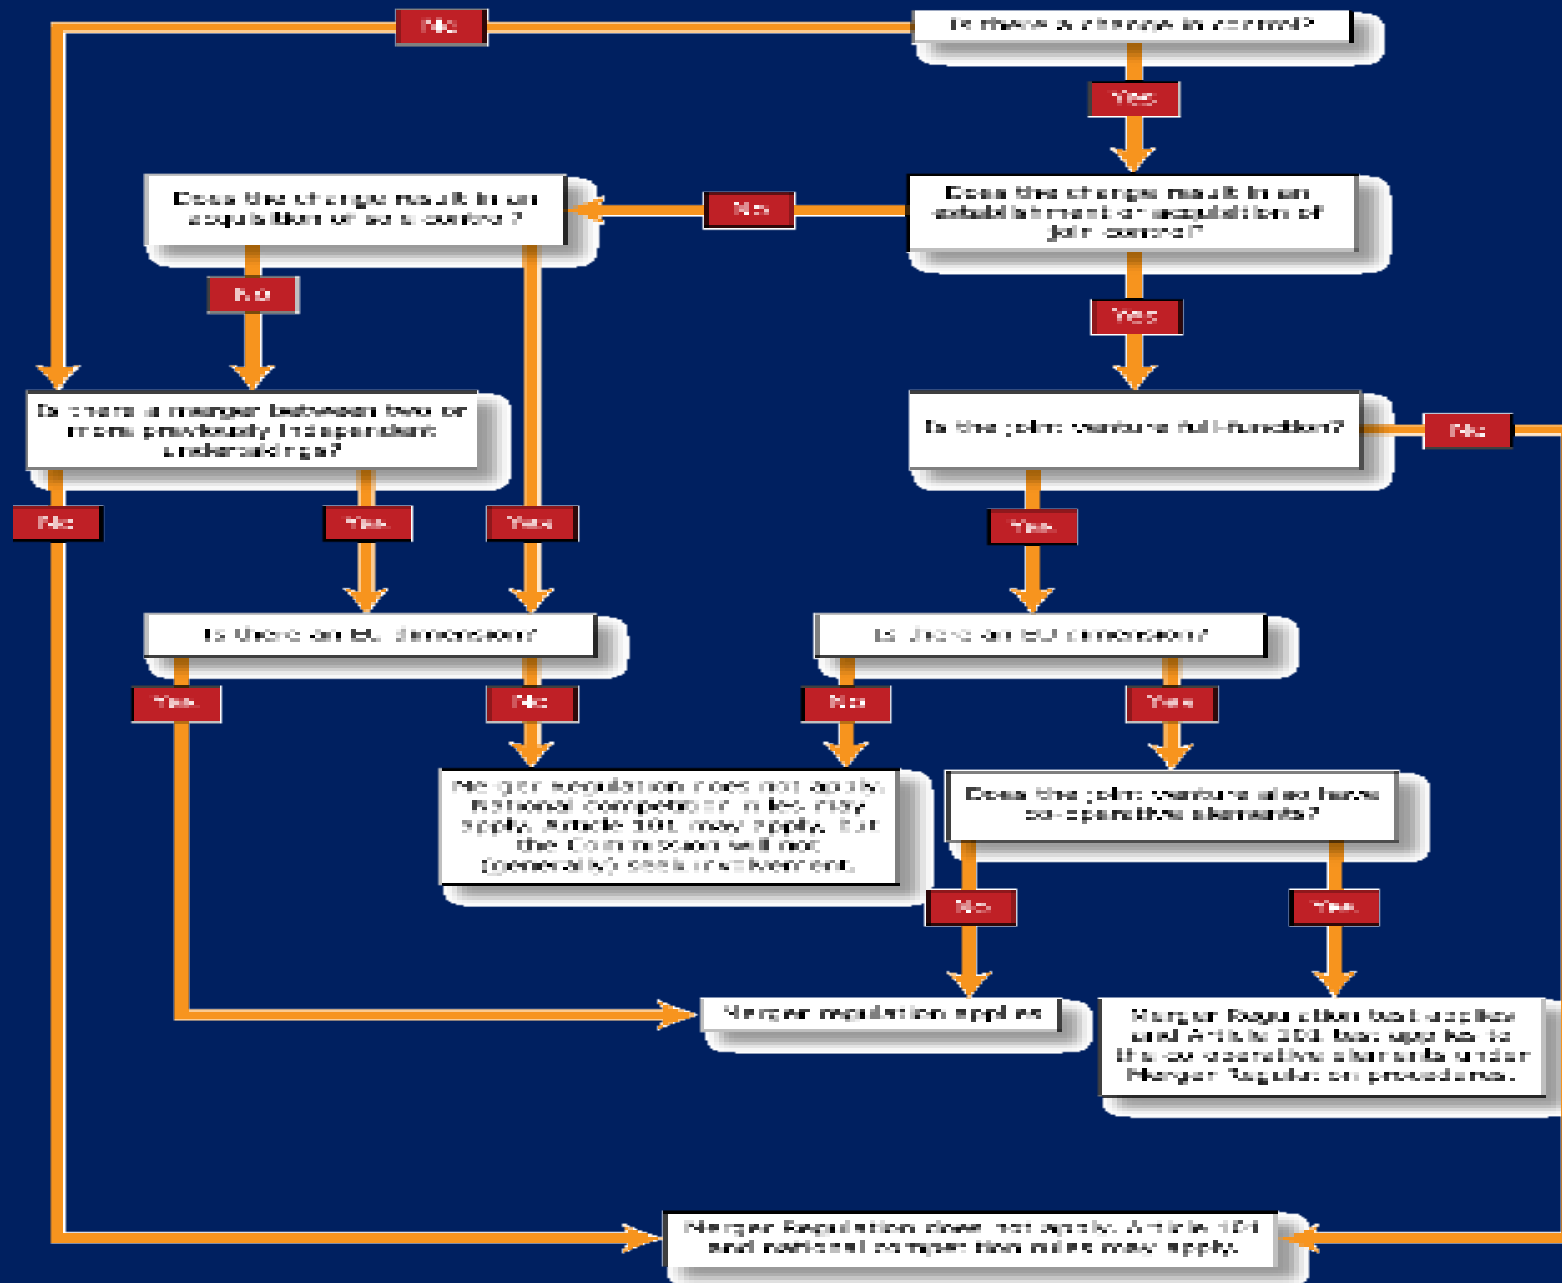 No
Is there a change in control?
Yes
Does the change result in an
acquisition of sole control?
No
Does the change result in an
establishment or acquisition of
join control?
No
Yes
Is there a merger between two or
more previously independent
undertakings?
Is the joint venture full-function?
No
No
Yes
Yes
Yes
Is there an EU dimension?
Is there an EU dimension?
Yes
No
No
Yes
Merger Regulation does not apply.
National competition rules may
apply. Article 101 may apply, but
the Commission will not
(generally) seek involvement.
Does the joint venture also have
co-operative elements?
No
Yes
Merger regulation applies
Merger Regulation test applies
and Article 101 test applies to
the co-operative elements under
Merger Regulation procedures.
Merger Regulation does not apply. Article 101
and national competition rules may apply.